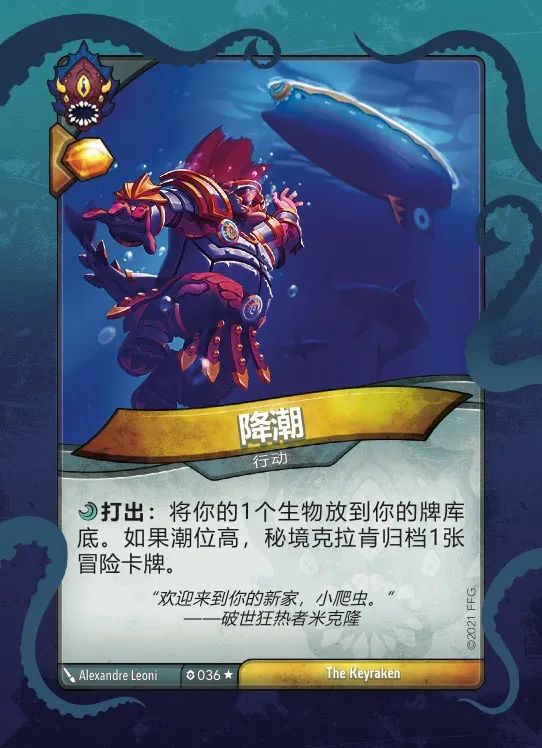 降潮
行动
打出：将你的1个生物放到你的牌库
底。如果潮位高，秘境克拉肯归档1张
冒险卡牌。
“欢迎来到你的新家，小爬虫。”
——破世狂热者米克隆
©2021 FFG
Alexandre Leoni
036
The Keyraken